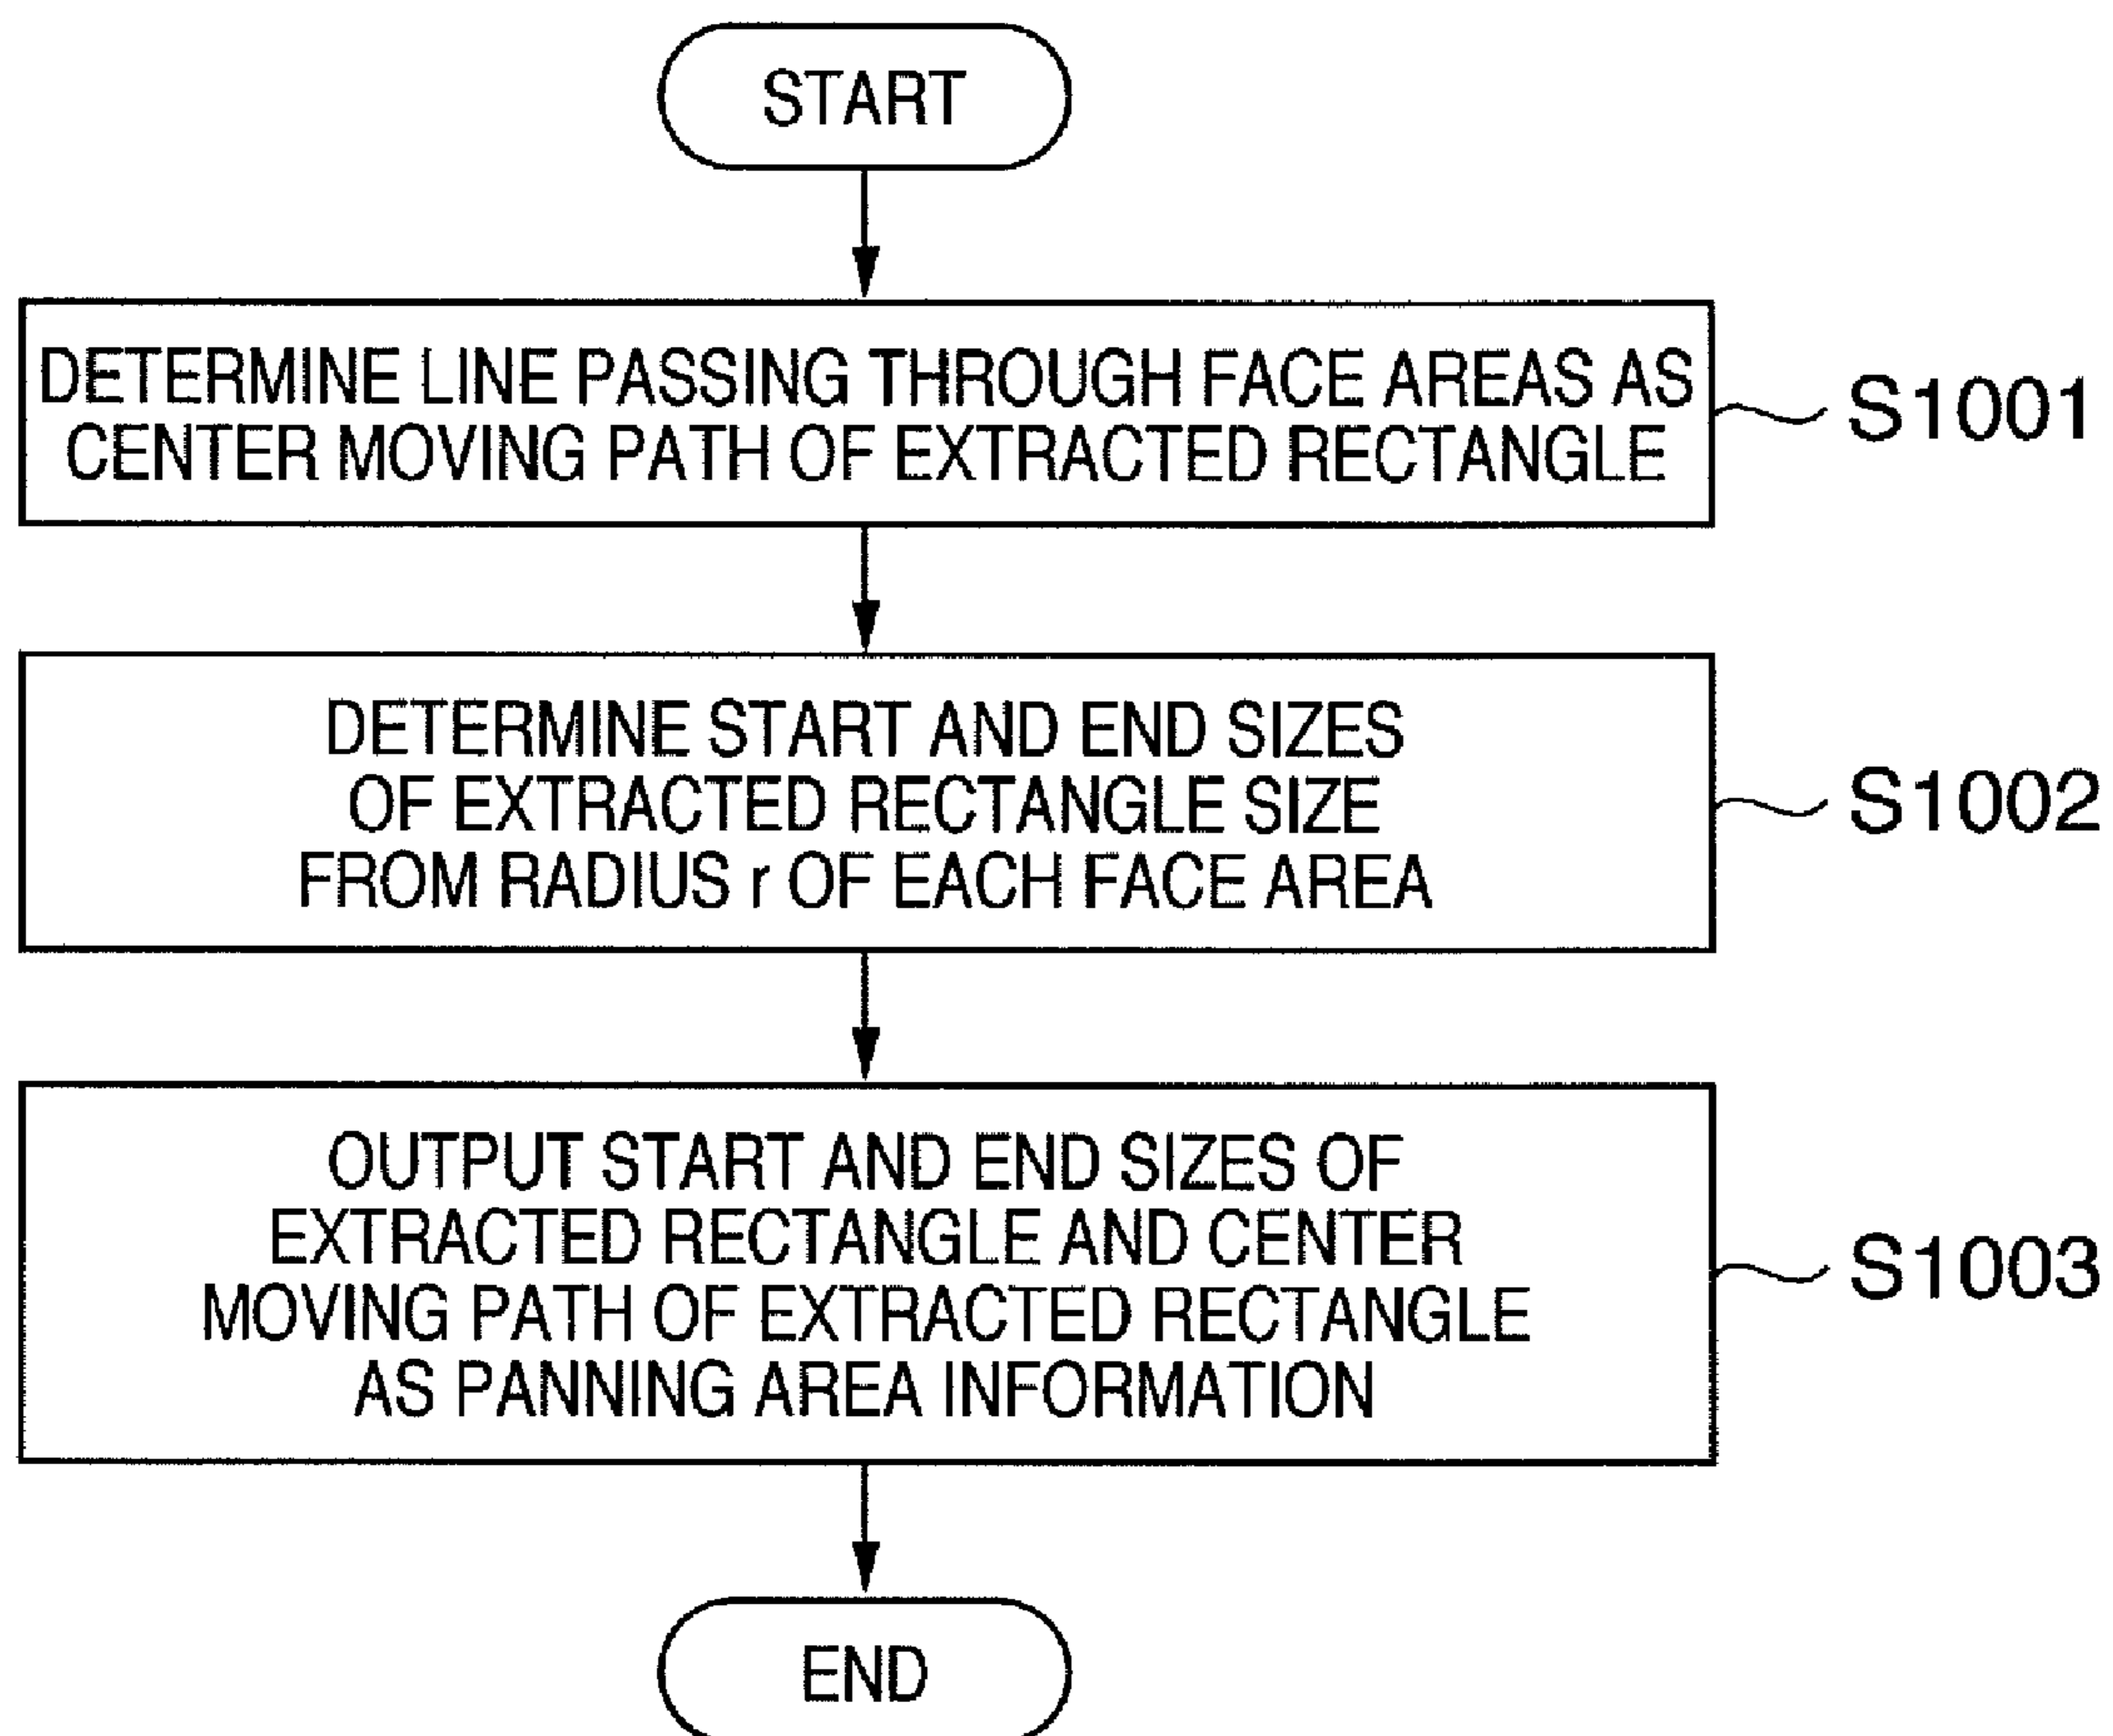 START
DETERMINE LINE PASSING THROUGH FACE AREAS AS
CENTER MOVING PATH OF EXTRACTED RECTANGLE
S1001
DETERMINE START AND END SIZES
OF EXTRACTED RECTANGLE SIZE
FROM RADIUS r OF EACH FACE AREA
S1002
OUTPUT START AND END SIZES OF
EXTRACTED RECTANGLE AND CENTER
MOVING PATH OF EXTRACTED RECTANGLE
AS PANNING AREA INFORMATION
S1003
END